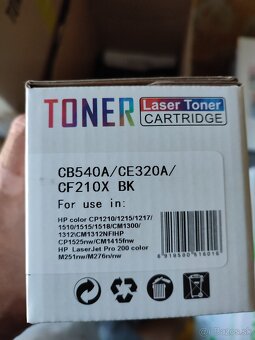 TONER
Laser Toner
CARTRIDGE
CB540A/CE320A/
CF210X BK
For use in:
HP color CP1210/1215/1217/
1510/1515/1518/CM1300/
1312\CM1312NFIHP
CP1525nw/CM1415fnw
HP LaserJet Pro 200 color
M251nw/M276n/nw